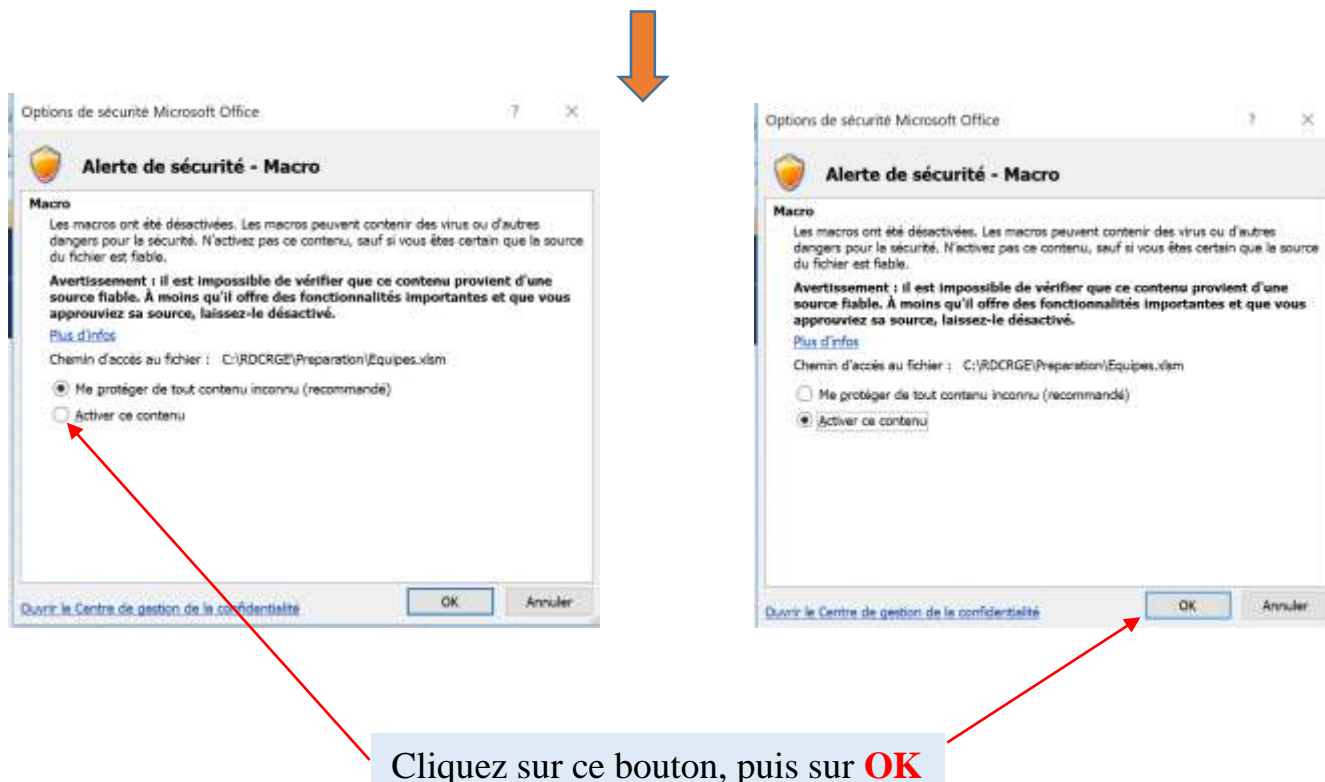 Options de sécurité Microsoft Office ? ×
Alerte de sécurité - Macro
Macro
Les macros ont été désactivées. Les macros peuvent contenir des virus ou d'autres
dangers pour la sécurité. N'activez pas ce contenu, sauf si vous êtes certain que la source
du fichier est fiable.
Avertissement : il est impossible de vérifier que ce contenu provient d'une
source fiable. À moins qu'il offre des fonctionnalités importantes et que vous
approuviez sa source, laissez-le désactivé.
Plus d'infos
Chemin d'accès au fichier : C:\RDCRGE\Preparation\Equipes.xlsm
Me protéger de tout contenu inconnu (recommandé)
Activer ce contenu
Ouvrir le Centre de gestion de la confidentialité
OK
Annuler
Options de sécurité Microsoft Office ? ×
Alerte de sécurité - Macro
Macro
Les macros ont été désactivées. Les macros peuvent contenir des virus ou d'autres
dangers pour la sécurité. N'activez pas ce contenu, sauf si vous êtes certain que la source
du fichier est fiable.
Avertissement : il est impossible de vérifier que ce contenu provient d'une
source fiable. À moins qu'il offre des fonctionnalités importantes et que vous
approuviez sa source, laissez-le désactivé.
Plus d'infos
Chemin d'accès au fichier : C:\RDCRGE\Preparation\Equipes.xlsm
Me protéger de tout contenu inconnu (recommandé)
Activer ce contenu
Ouvrir le Centre de gestion de la confidentialité
OK
Annuler
Cliquez sur ce bouton, puis sur OK